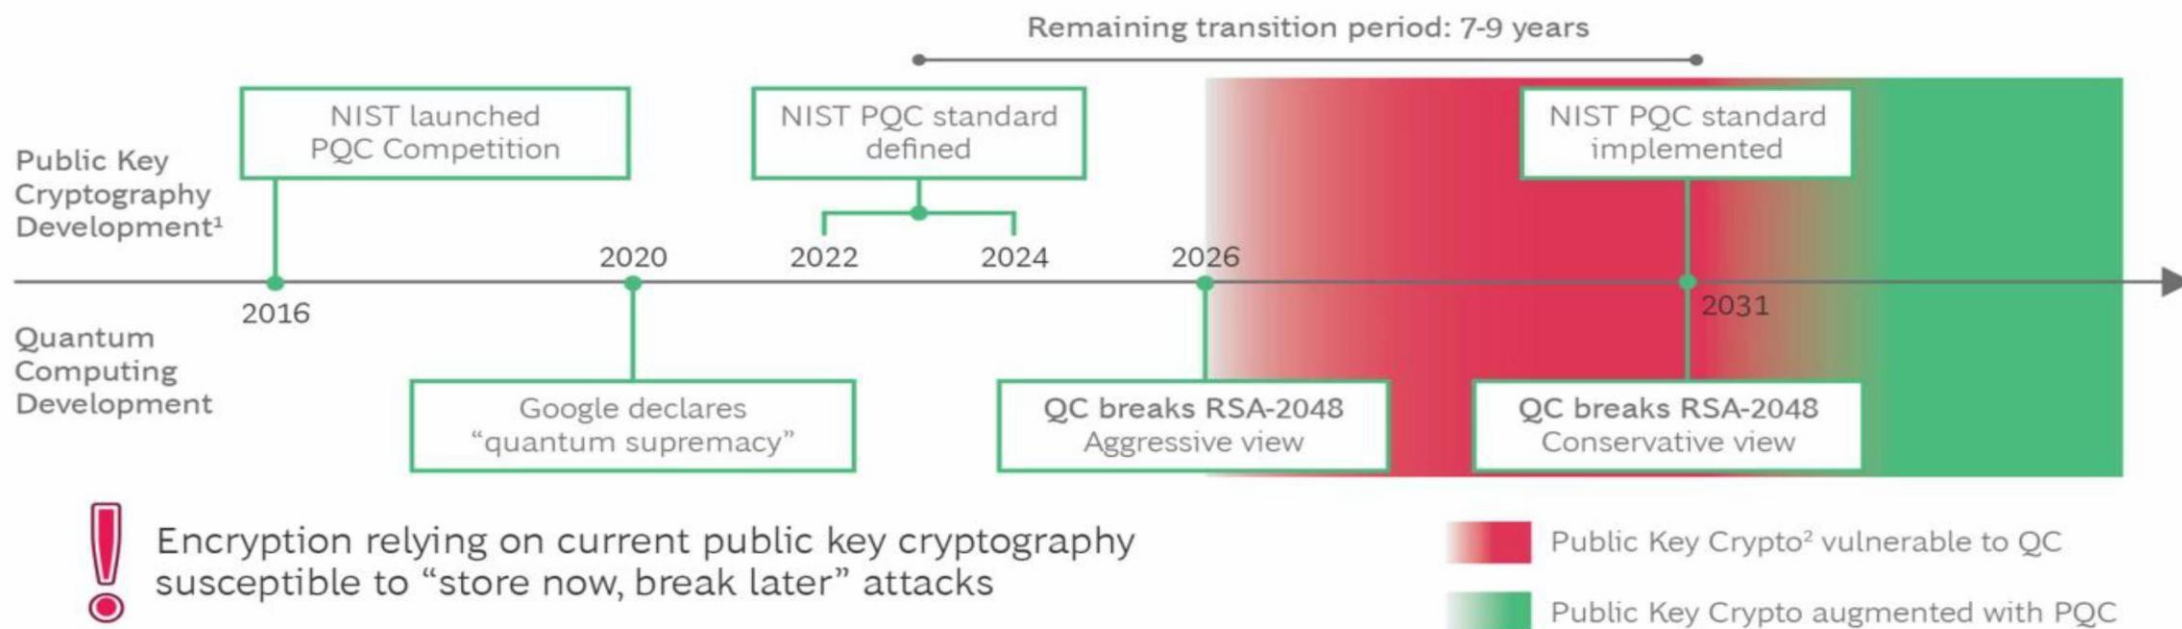 Remaining transition period: 7-9 years
NIST launched
PQC Competition
NIST PQC standard
defined
NIST PQC standard
implemented
Public Key
Cryptography
Development¹
2020
2022
2024
2026
2016
2031
Quantum
Computing
Development
Google declares
“quantum supremacy”
QC breaks RSA-2048
Aggressive view
QC breaks RSA-2048
Conservative view
Encryption relying on current public key cryptography
susceptible to “store now, break later” attacks
Public Key Crypto² vulnerable to QC
Public Key Crypto augmented with PQC